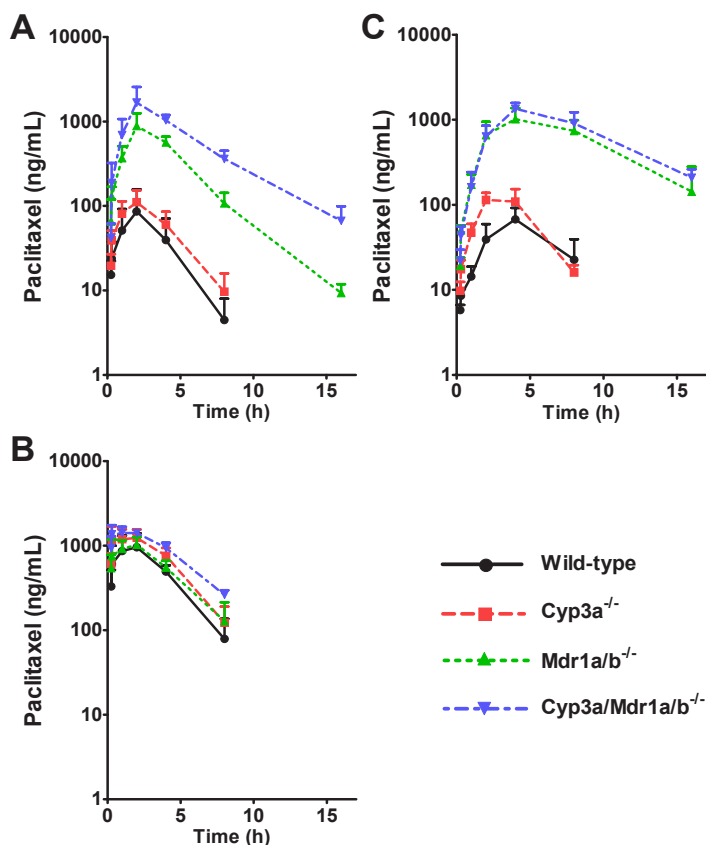 A
Paclitaxel (ng/mL)
10000
1000
100
10
1
0
5
10
15
Time (h)
C
Paclitaxel (ng/mL)
10000
1000
100
10
1
0
5
10
15
Time (h)
B
Paclitaxel (ng/mL)
10000
1000
100
10
1
0
5
10
15
Time (h)
Wild-type
Cyp3a-/-
Mdr1a/b-/-
Cyp3a/Mdr1a/b-/-